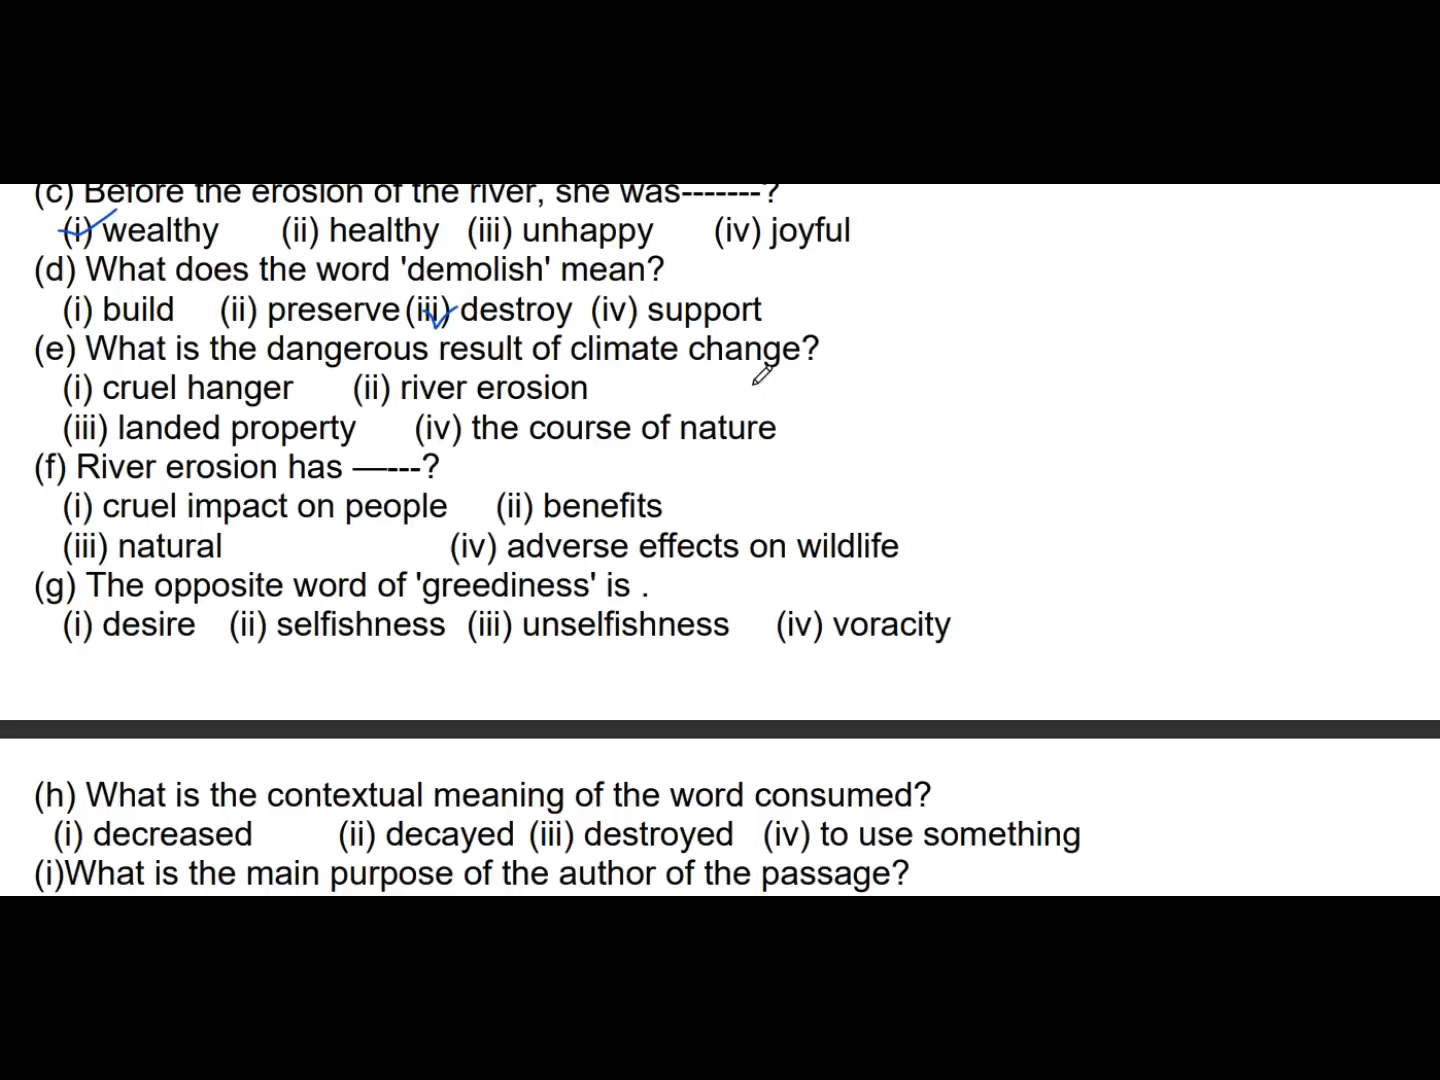 (c) Before the erosion of the river, she was-------?
(i) wealthy (ii) healthy (iii) unhappy (iv) joyful
(d) What does the word 'demolish' mean?
(i) build (ii) preserve (iii) destroy (iv) support
(e) What is the dangerous result of climate change?
(i) cruel hanger (ii) river erosion
(iii) landed property (iv) the course of nature
(f) River erosion has —---?
(i) cruel impact on people (ii) benefits
(iii) natural (iv) adverse effects on wildlife
(g) The opposite word of 'greediness' is .
(i) desire (ii) selfishness (iii) unselfishness (iv) voracity
(h) What is the contextual meaning of the word consumed?
(i) decreased (ii) decayed (iii) destroyed (iv) to use something
(i)What is the main purpose of the author of the passage?